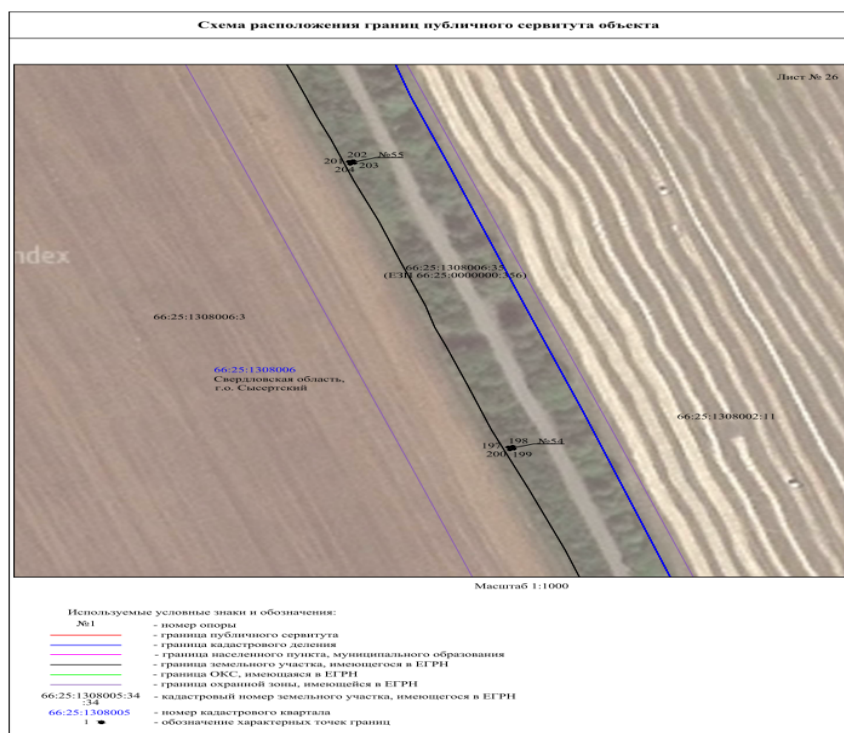 Схема расположения границ публичного сервитута объекта
Лист № 26
202 №55
201 203
204
ndex
66:25:1308006:35
(ЕЗП 66:25:0000000:356)
66:25:1308006:3
66:25:1308006
Свердловская область,
г.о. Сысертский
66:25:1308002:11
197 198 №54
200 199
Масштаб 1:1000
Используемые условные знаки и обозначения:
№1 - номер опоры
- граница публичного сервитута
- граница кадастрового деления
- граница населенного пункта, муниципального образования
- граница земельного участка, имеющегося в ЕГРН
- граница ОКС, имеющаяся в ЕГРН
- граница охранной зоны, имеющейся в ЕГРН
66:25:1308005:34 - кадастровый номер земельного участка, имеющегося в ЕГРН
:34
66:25:1308005 - номер кадастрового квартала
1 - обозначение характерных точек границ